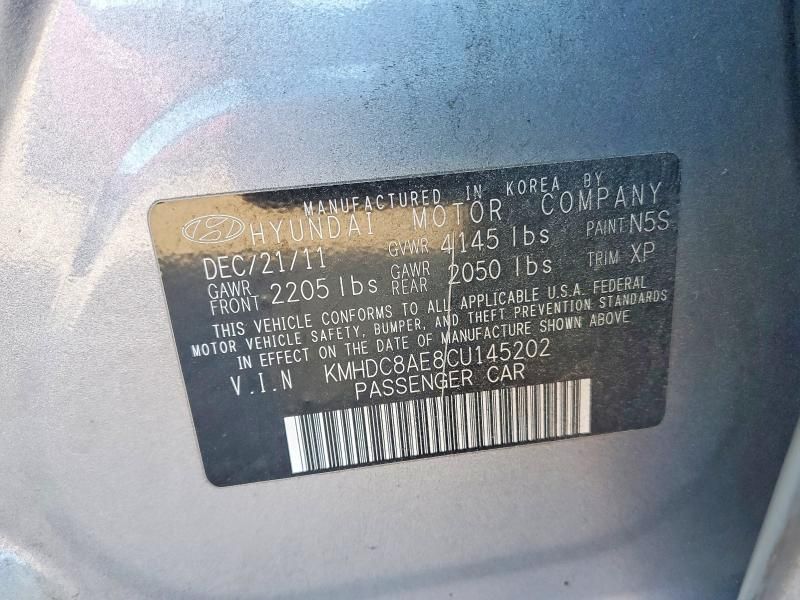 MANUFACTURED IN KOREA BY
HYUNDAI MOTOR COMPANY
DEC/21/11 GVWR 4145 lbs PAINT N5S
GAWR FRONT 2205 lbs GAWR REAR 2050 lbs TRIM XP
THIS VEHICLE CONFORMS TO ALL APPLICABLE U.S.A. FEDERAL
MOTOR VEHICLE SAFETY, BUMPER, AND THEFT PREVENTION STANDARDS
IN EFFECT ON THE DATE OF MANUFACTURE SHOWN ABOVE
V.I.N KMHDC8AE8CU145202
PASSENGER CAR